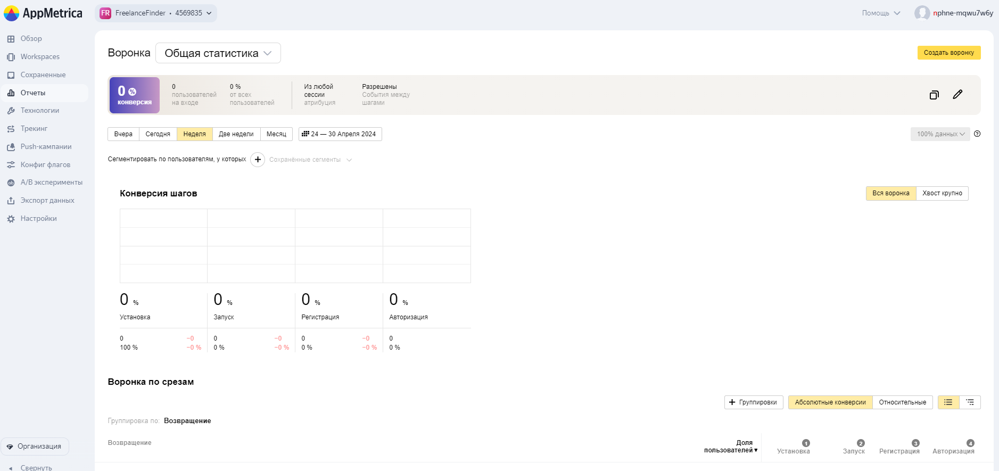 AppMetrica
FR FreelanceFinder • 4569835
Помощь
nphne-mqwu7w6y
Обзор
Workspaces
Сохраненные
Отчеты
Технологии
Трекинг
Push-кампании
Конфиг флагов
A/B эксперименты
Экспорт данных
Настройки
Организация
Свернуть
Воронка Общая статистика
Создать воронку
0 %
конверсия
0
пользователей
на входе
0 %
от всех
пользователей
Из любой
сессии
атрибуция
Разрешены
События между
шагами
Вчера Сегодня Неделя Две недели Месяц 24 — 30 Апреля 2024
100% данных ?
Сегментировать по пользователям, у которых + Сохранённые сегменты
Конверсия шагов
Вся воронка Хвост крупно
0 % 0 % 0 % 0 %
Установка Запуск Регистрация Авторизация
0 −0 0 −0 0 −0 0
100 % −0 % 0 % −0 % 0 % −0 % 0 %
Воронка по срезам
+ Группировки Абсолютные конверсии Относительные
Группировка по: Возвращение
Возвращение
Доля
пользователей ▼
1 2 3 4
Установка Запуск Регистрация Авторизация